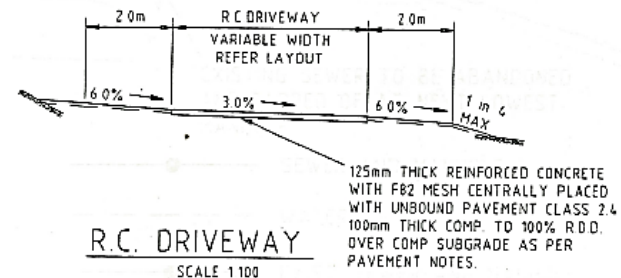 2.0m R.C. DRIVEWAY 2.0m
VARIABLE WIDTH
REFER LAYOUT
6.0% 3.0% 6.0% 1 in 4
MAX
125mm THICK REINFORCED CONCRETE
WITH F82 MESH CENTRALLY PLACED
WITH UNBOUND PAVEMENT CLASS 2.4
100mm THICK COMP. TO 100% R.D.D.
OVER COMP SUBGRADE AS PER
PAVEMENT NOTES.
R.C. DRIVEWAY
SCALE 1:100